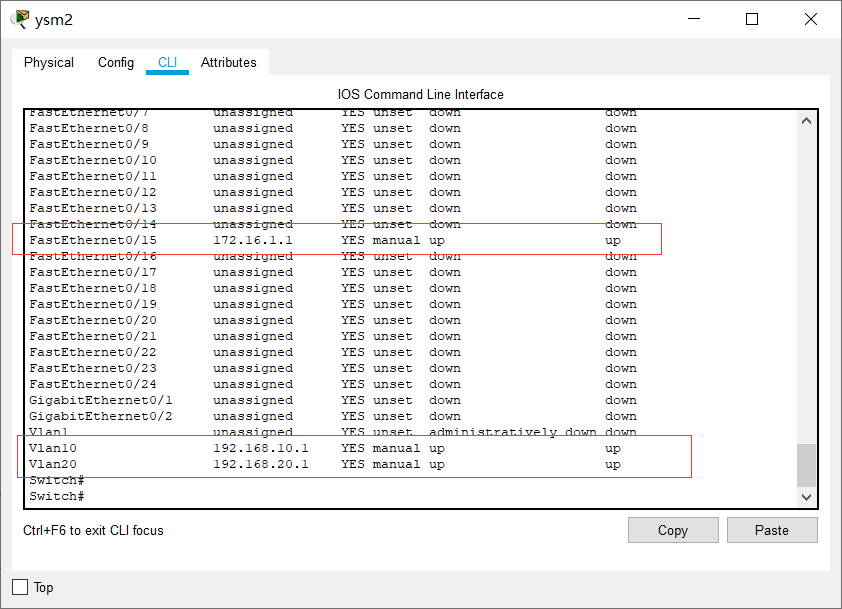 ysm2
Physical Config CLI Attributes
IOS Command Line Interface
FastEthernet0/7 unassigned YES unset down down
FastEthernet0/8 unassigned YES unset down down
FastEthernet0/9 unassigned YES unset down down
FastEthernet0/10 unassigned YES unset down down
FastEthernet0/11 unassigned YES unset down down
FastEthernet0/12 unassigned YES unset down down
FastEthernet0/13 unassigned YES unset down down
FastEthernet0/14 unassigned YES unset down down
FastEthernet0/15 172.16.1.1 YES manual up up
FastEthernet0/16 unassigned YES unset down down
FastEthernet0/17 unassigned YES unset down down
FastEthernet0/18 unassigned YES unset down down
FastEthernet0/19 unassigned YES unset down down
FastEthernet0/20 unassigned YES unset down down
FastEthernet0/21 unassigned YES unset down down
FastEthernet0/22 unassigned YES unset down down
FastEthernet0/23 unassigned YES unset down down
FastEthernet0/24 unassigned YES unset down down
GigabitEthernet0/1 unassigned YES unset down down
GigabitEthernet0/2 unassigned YES unset down down
Vlan1 unassigned YES unset administratively down down
Vlan10 192.168.10.1 YES manual up up
Vlan20 192.168.20.1 YES manual up up
Switch#
Switch#
Ctrl+F6 to exit CLI focus
Copy Paste
Top